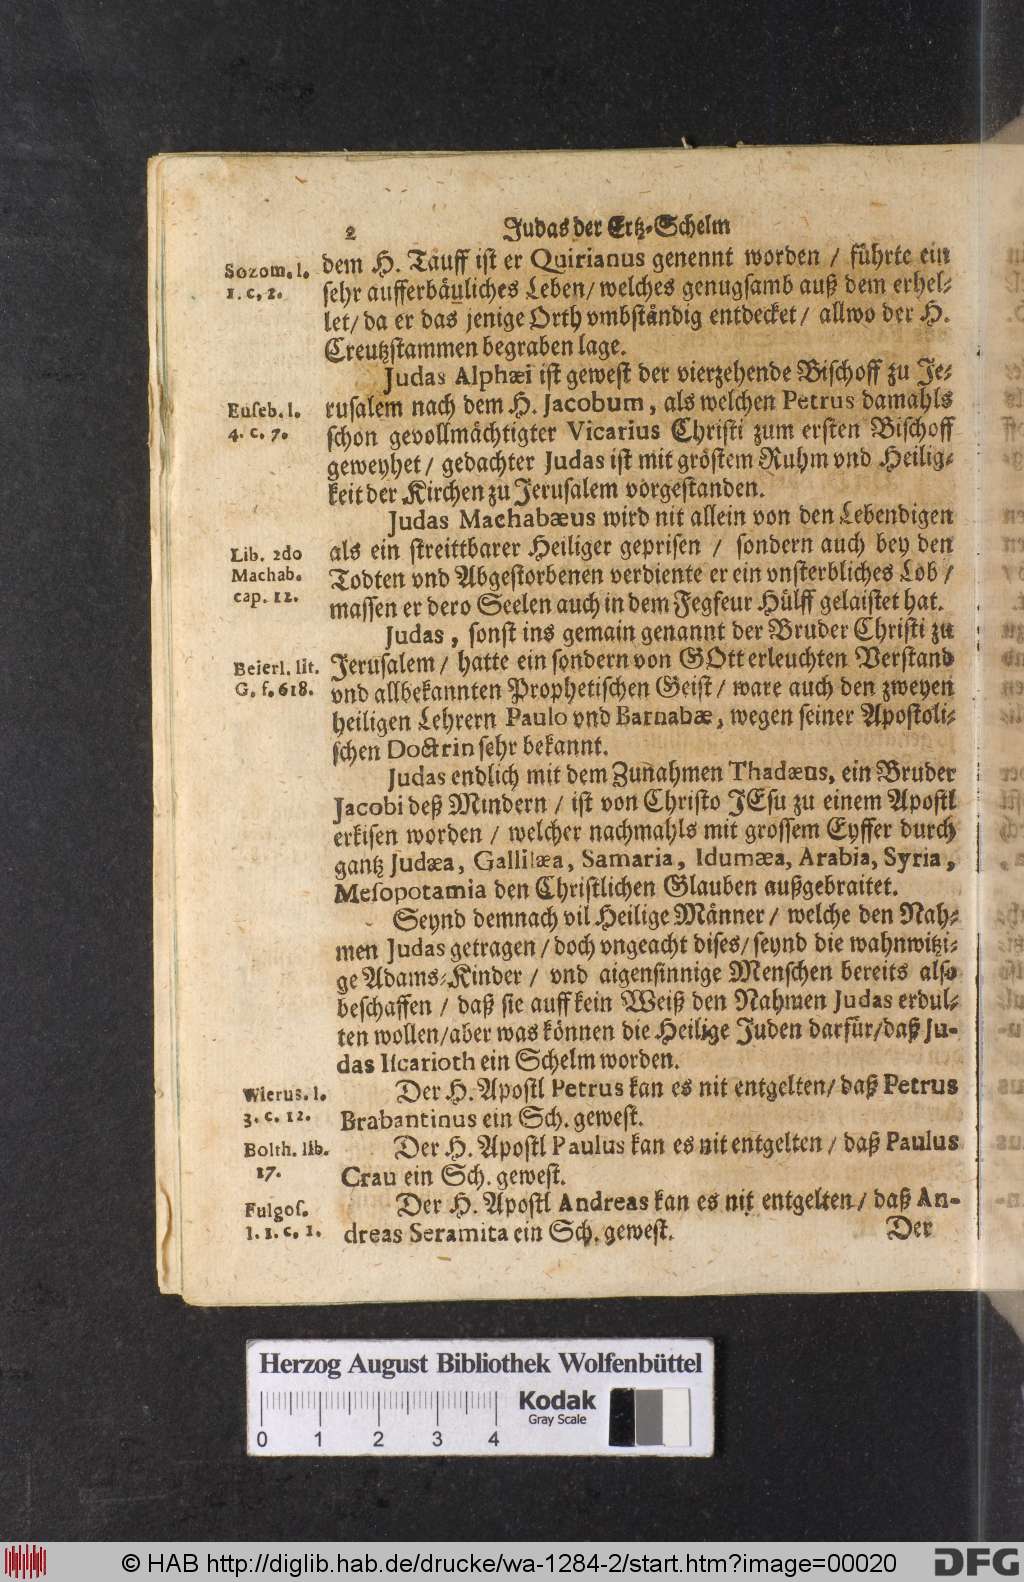 2 Judas der Ertz-Schelm
Sozom. l.
1. c. 2.
dem H. Tauff ist er Quirianus genennt worden / führte ein
sehr aufferbäuliches Leben / welches genugsamb auß dem erhel-
let / da er das jenige Orth vmbständig entdecket / allwo der H.
Creutzstammen begraben lage.
Judas Alphæi ist gewest der vierzehende Bischoff zu Je-
Euseb. l.
4. c. 7.
rusalem nach dem H. Jacobum, als welchen Petrus damahls
schon gevollmächtigter Vicarius Christi zum ersten Bischoff
geweyhet / gedachter Judas ist mit gröstem Ruhm vnd Heilig-
keit der Kirchen zu Jerusalem vorgestanden.
Judas Machabæus wird nit allein von den Lebendigen
Lib. 2do
Machab.
cap. 12.
als ein streittbarer Heiliger geprisen / sondern auch bey den
Todten vnd Abgestorbenen verdiente er ein vnsterbliches Lob /
massen er dero Seelen auch in dem Fegfeur Hülff gelaistet hat.
Judas, sonst ins gemain genannt der Bruder Christi zu
Beierl. lit.
G. f. 618.
Jerusalem / hatte ein sondern von GOtt erleuchten Verstand
vnd allbekannten Prophetischen Geist / ware auch den zweyen
heiligen Lehrern Paulo vnd Barnabæ, wegen seiner Apostoli-
schen Doctrin sehr bekannt.
Judas endlich mit dem Zunahmen Thadæus, ein Bruder
Jacobi deß Mindern / ist von Christo JEsu zu einem Apostl
erkisen worden / welcher nachmahls mit grossem Eyffer durch
gantz Judæa, Gallilæa, Samaria, Idumæa, Arabia, Syria,
Mesopotamia den Christlichen Glauben außgebraitet.
Seynd demnach vil Heilige Männer / welche den Nah-
men Judas getragen / doch vngeacht dises / seynd die wahnwitzi-
ge Adams-Kinder / vnd aigensinnige Menschen bereits also
beschaffen / daß sie auff kein Weiß den Nahmen Judas erdul-
ten wollen / aber was können die Heilige Juden darfür / daß Ju-
das Iscarioth ein Schelm worden.
Wierus. l.
3. c. 12.
Der H. Apostl Petrus kan es nit entgelten / daß Petrus
Brabantinus ein Sch. gewest.
Bolth. lib.
17.
Der H. Apostl Paulus kan es nit entgelten / daß Paulus
Crau ein Sch. gewest.
Fulgos.
l. 1. c. 1.
Der H. Apostl Andreas kan es nit entgelten / daß An-
dreas Seramita ein Sch. gewest.
Der
Herzog August Bibliothek Wolfenbüttel
0 1 2 3 4
Kodak
Gray Scale
© HAB http://diglib.hab.de/drucke/wa-1284-2/start.htm?image=00020
DFG